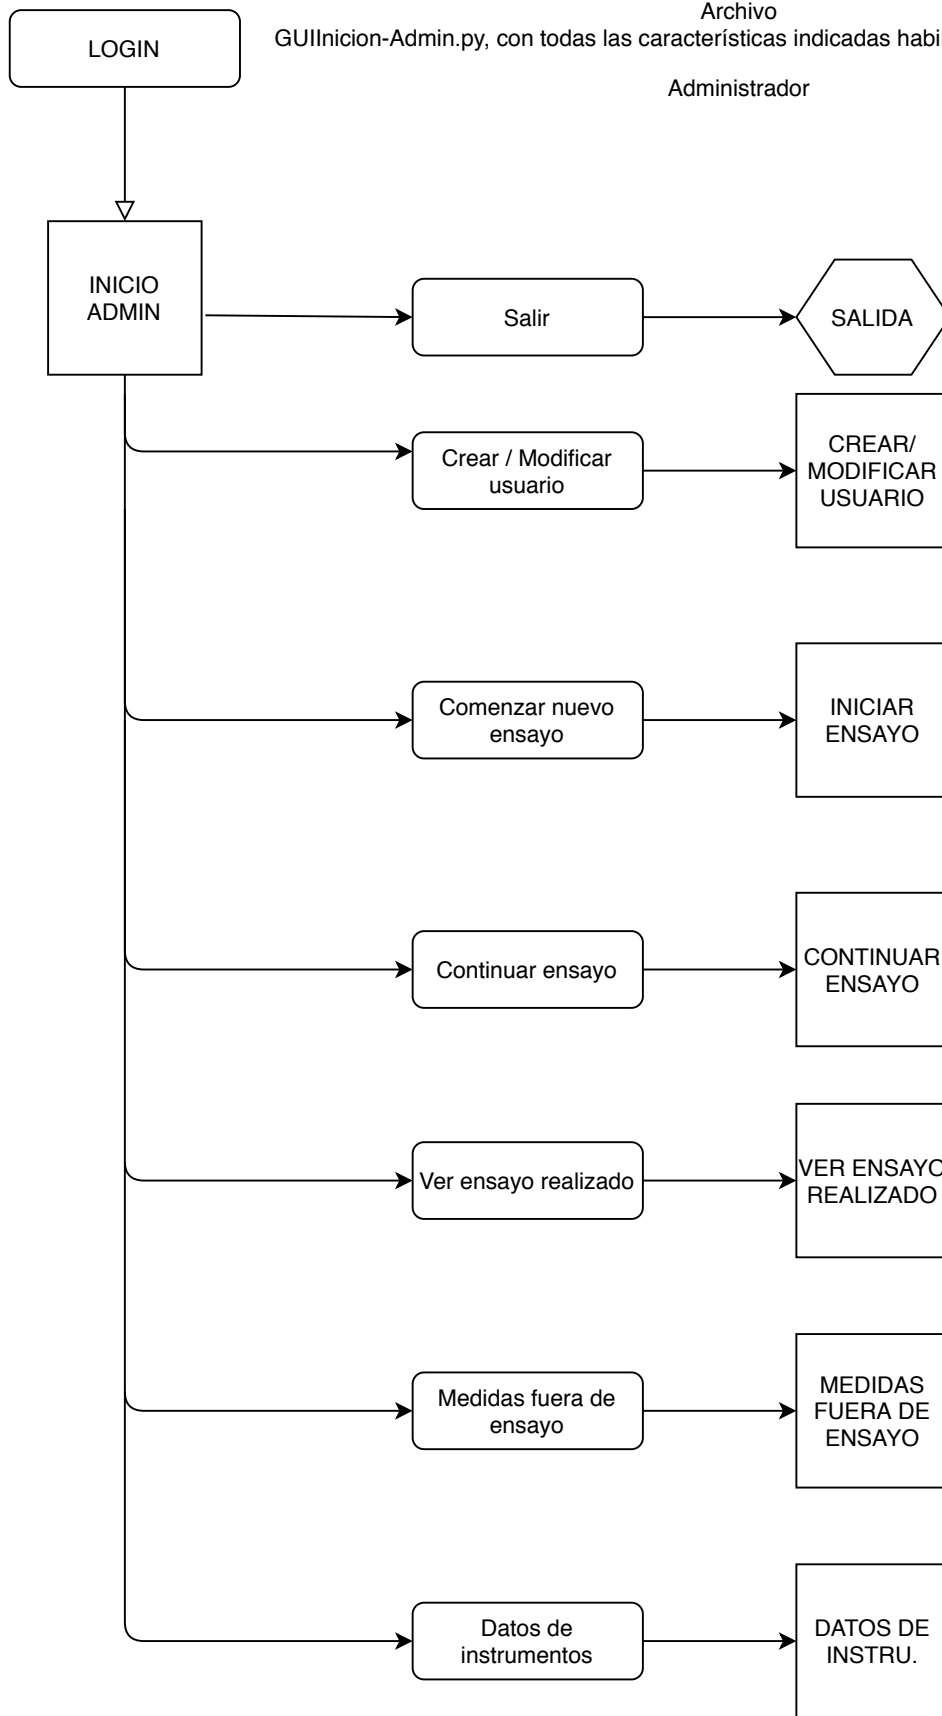 Archivo
LOGIN
GUIInicion-Admin.py, con todas las características indicadas habi
Administrador
INICIO
ADMIN
Salir
SALIDA
Crear / Modificar
usuario
CREAR/
MODIFICAR
USUARIO
Comenzar nuevo
ensayo
INICIAR
ENSAYO
Continuar ensayo
CONTINUAR
ENSAYO
Ver ensayo realizado
VER ENSAYO
REALIZADO
Medidas fuera de
ensayo
MEDIDAS
FUERA DE
ENSAYO
Datos de
instrumentos
DATOS DE
INSTRU.